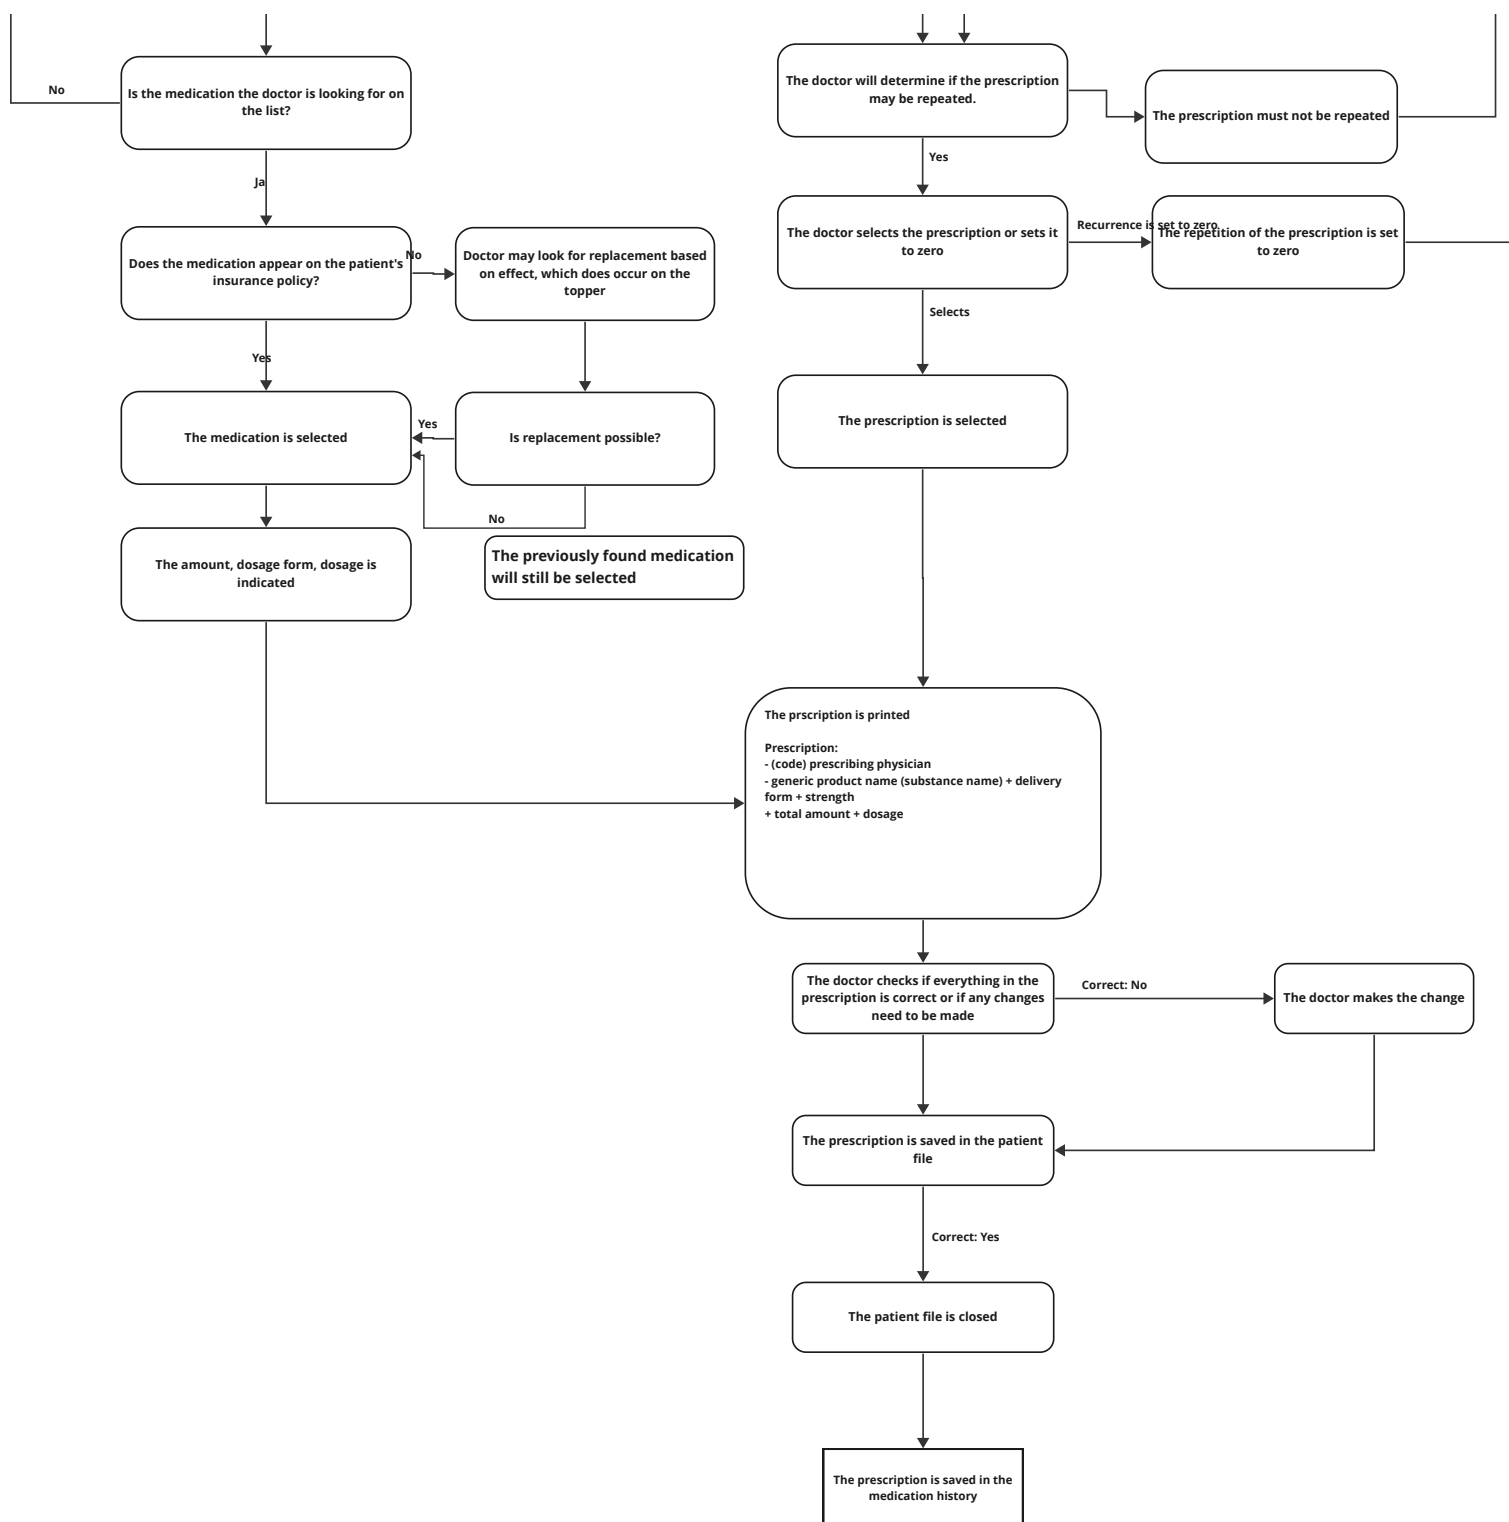 No
Is the medication the doctor is looking for on
the list?
Ja
Does the medication appear on the patient's
insurance policy?
No
Doctor may look for replacement based
on effect, which does occur on the
topper
Yes
The medication is selected
Yes
Is replacement possible?
No
The previously found medication
will still be selected
The amount, dosage form, dosage is
indicated
The doctor will determine if the prescription
may be repeated.
The prescription must not be repeated
Yes
The doctor selects the prescription or sets it
to zero
Recurrence is set to zero
The repetition of the prescription is set
to zero
Selects
The prescription is selected
The prscription is printed
Prescription:
- (code) prescribing physician
- generic product name (substance name) + delivery
form + strength
+ total amount + dosage
The doctor checks if everything in the
prescription is correct or if any changes
need to be made
Correct: No
The doctor makes the change
The prescription is saved in the patient
file
Correct: Yes
The patient file is closed
The prescription is saved in the
medication history